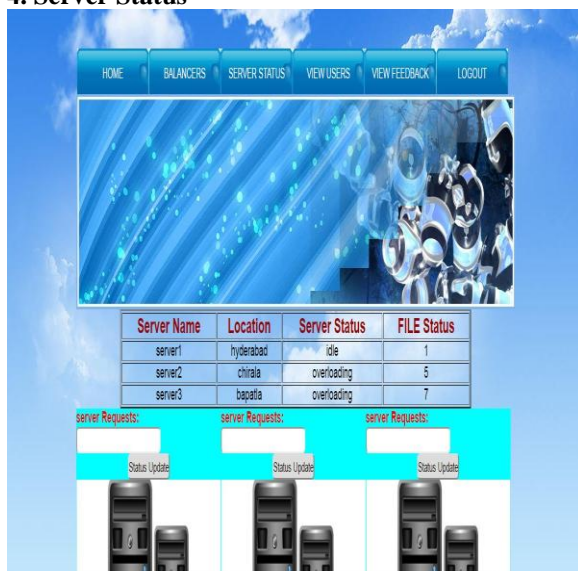 4. Server Status
HOME BALANCERS SERVER STATUS VIEW USERS VIEW FEEDBACK LOGOUT
Server Name Location Server Status FILE Status
server1 hyderabad idle 1
server2 chirala overloading 5
server3 bapatla overloading 7
server Requests: server Requests: server Requests:
Status Update Status Update Status Update